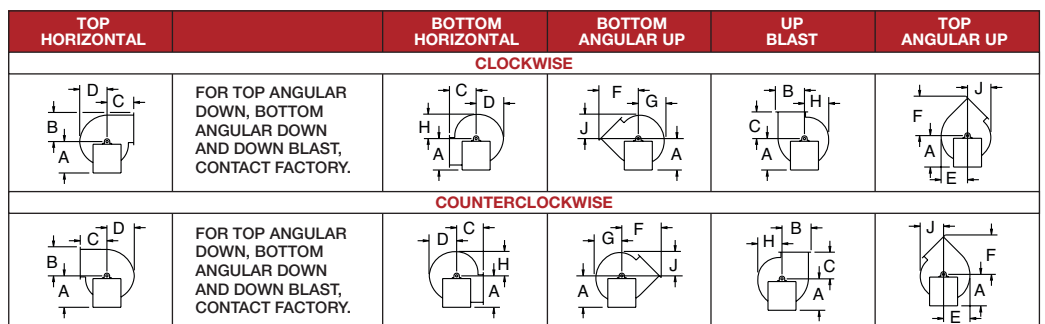 TOP HORIZONTAL
BOTTOM HORIZONTAL
BOTTOM ANGULAR UP
UP BLAST
TOP ANGULAR UP
CLOCKWISE
D
C
B
A
FOR TOP ANGULAR
DOWN, BOTTOM
ANGULAR DOWN
AND DOWN BLAST,
CONTACT FACTORY.
C
D
H
A
F
G
J
A
B
H
C
A
J
F
A
E
COUNTERCLOCKWISE
D
C
B
A
FOR TOP ANGULAR
DOWN, BOTTOM
ANGULAR DOWN
AND DOWN BLAST,
CONTACT FACTORY.
C
D
H
A
F
G
J
A
B
H
C
A
J
F
A
E